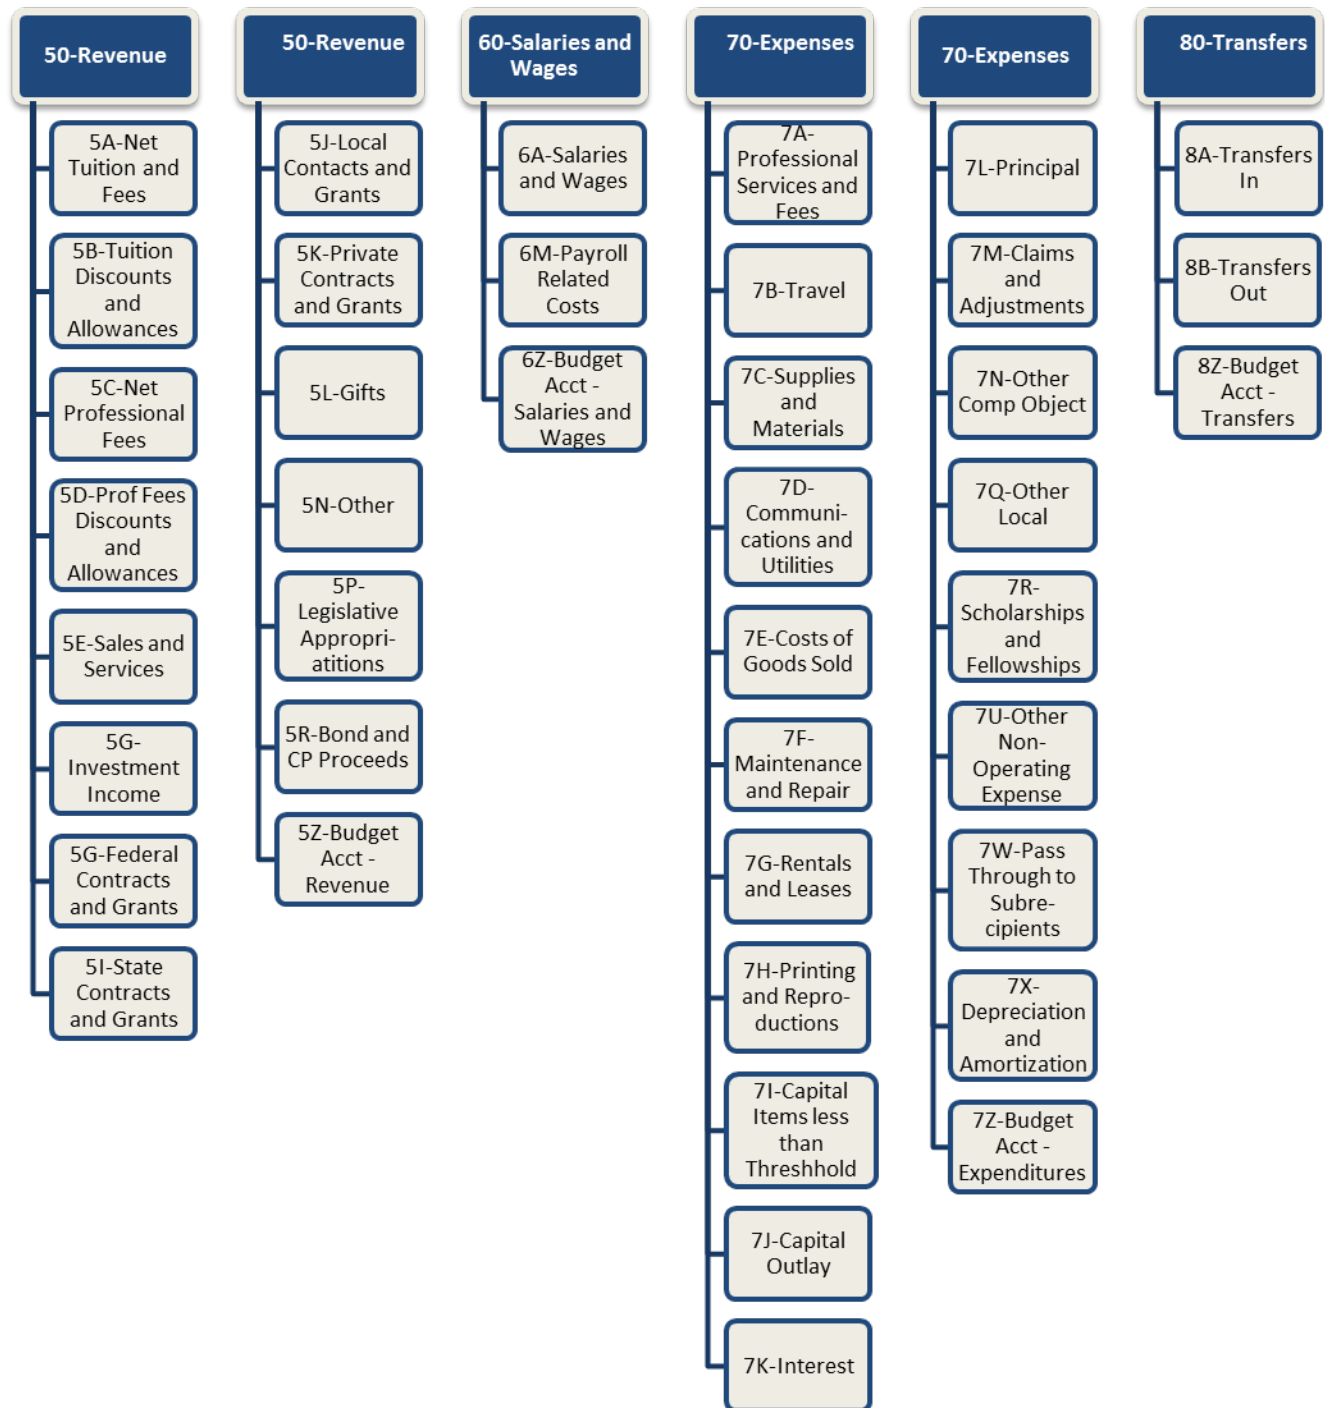 50-Revenue
5A-Net
Tuition and
Fees
5B-Tuition
Discounts
and
Allowances
5C-Net
Professional
Fees
5D-Prof Fees
Discounts
and
Allowances
5E-Sales and
Services
5G-
Investment
Income
5G-Federal
Contracts
and Grants
5I-State
Contracts
and Grants
50-Revenue
5J-Local
Contacts and
Grants
5K-Private
Contracts
and Grants
5L-Gifts
5N-Other
5P-
Legislative
Appropri-
atitions
5R-Bond and
CP Proceeds
5Z-Budget
Acct -
Revenue
60-Salaries and
Wages
6A-Salaries
and Wages
6M-Payroll
Related
Costs
6Z-Budget
Acct -
Salaries and
Wages
70-Expenses
7A-
Professional
Services and
Fees
7B-Travel
7C-Supplies
and
Materials
7D-
Communi-
cations and
Utilities
7E-Costs of
Goods Sold
7F-
Maintenance
and Repair
7G-Rentals
and Leases
7H-Printing
and Repro-
ductions
7I-Capital
Items less
than
Threshhold
7J-Capital
Outlay
7K-Interest
70-Expenses
7L-Principal
7M-Claims
and
Adjustments
7N-Other
Comp Object
7Q-Other
Local
7R-
Scholarships
and
Fellowships
7U-Other
Non-
Operating
Expense
7W-Pass
Through to
Subre-
cipients
7X-
Depreciation
and
Amortization
7Z-Budget
Acct -
Expenditures
80-Transfers
8A-Transfers
In
8B-Transfers
Out
8Z-Budget
Acct -
Transfers